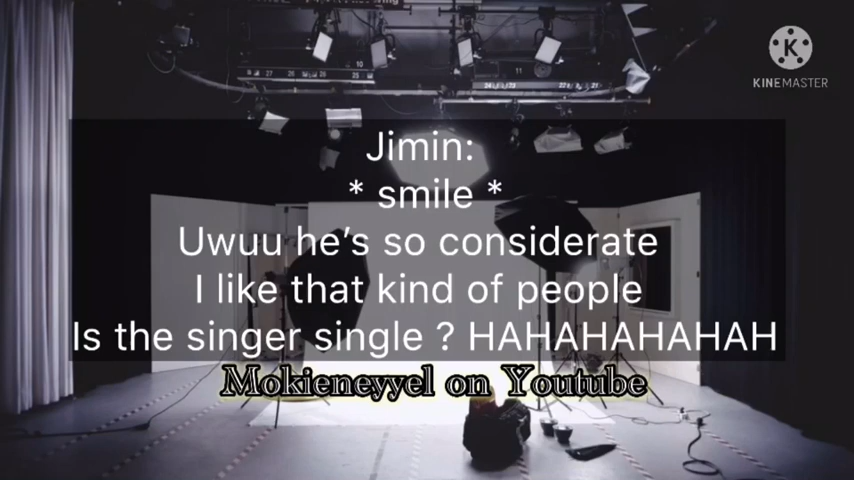 KINEMASTER
Jimin:
* smile *
Uwuu he's so considerate
I like that kind of people
Is the singer single ? HAHAHAHAHAH
Mokieneyyel on Youtube